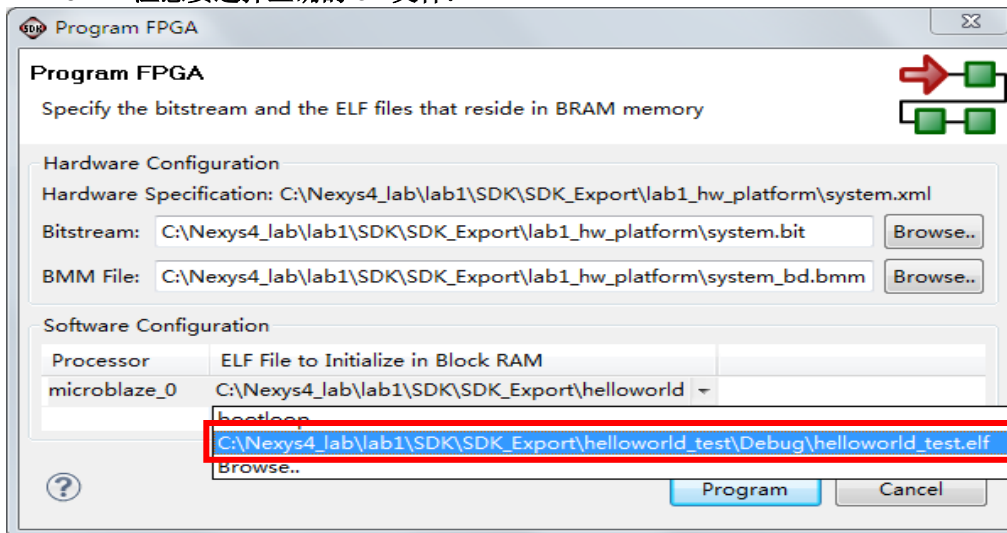 SDK Program FPGA
Program FPGA
Specify the bitstream and the ELF files that reside in BRAM memory
Hardware Configuration
Hardware Specification: C:\Nexys4_lab\lab1\SDK\SDK_Export\lab1_hw_platform\system.xml
Bitstream: C:\Nexys4_lab\lab1\SDK\SDK_Export\lab1_hw_platform\system.bit Browse..
BMM File: C:\Nexys4_lab\lab1\SDK\SDK_Export\lab1_hw_platform\system_bd.bmm Browse..
Software Configuration
Processor ELF File to Initialize in Block RAM
microblaze_0 C:\Nexys4_lab\lab1\SDK\SDK_Export\helloworld
bootloop
C:\Nexys4_lab\lab1\SDK\SDK_Export\helloworld_test\Debug\helloworld_test.elf
Browse..
? Program Cancel